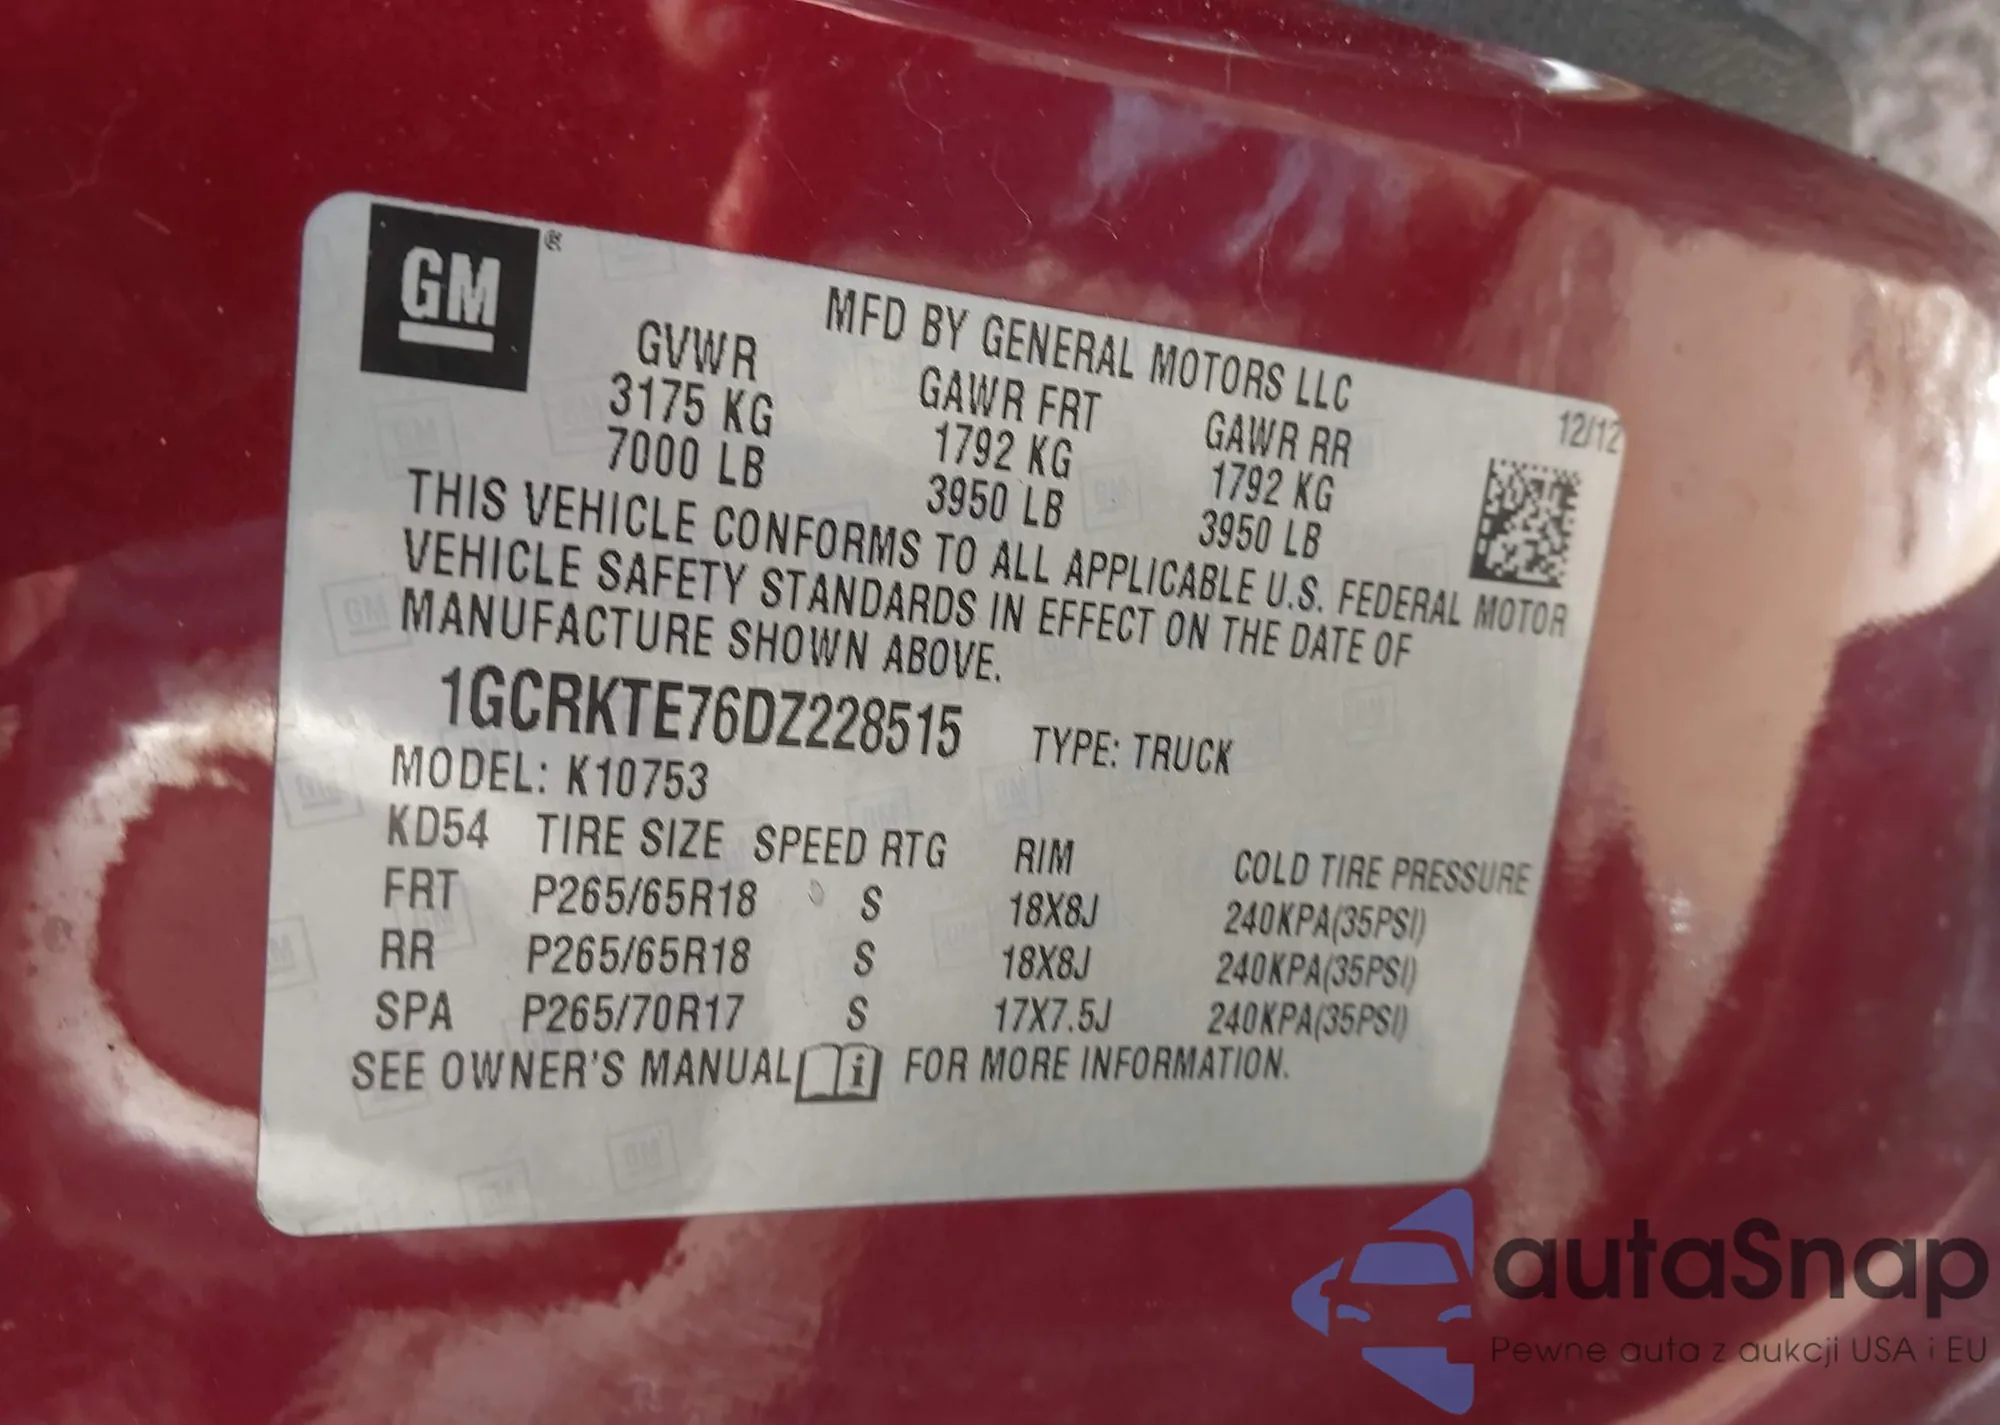 GM®
MFD BY GENERAL MOTORS LLC
12/12
GVWR GAWR FRT GAWR RR
3175 KG 1792 KG 1792 KG
7000 LB 3950 LB 3950 LB
THIS VEHICLE CONFORMS TO ALL APPLICABLE U.S. FEDERAL MOTOR
VEHICLE SAFETY STANDARDS IN EFFECT ON THE DATE OF
MANUFACTURE SHOWN ABOVE.
1GCRKTE76DZ228515 TYPE: TRUCK
MODEL: K10753
KD54 TIRE SIZE SPEED RTG RIM COLD TIRE PRESSURE
FRT P265/65R18 S 18X8J 240KPA(35PSI)
RR P265/65R18 S 18X8J 240KPA(35PSI)
SPA P265/70R17 S 17X7.5J 240KPA(35PSI)
SEE OWNER'S MANUAL i FOR MORE INFORMATION.
autaSnap
Pewne auta z aukcji USA i EU